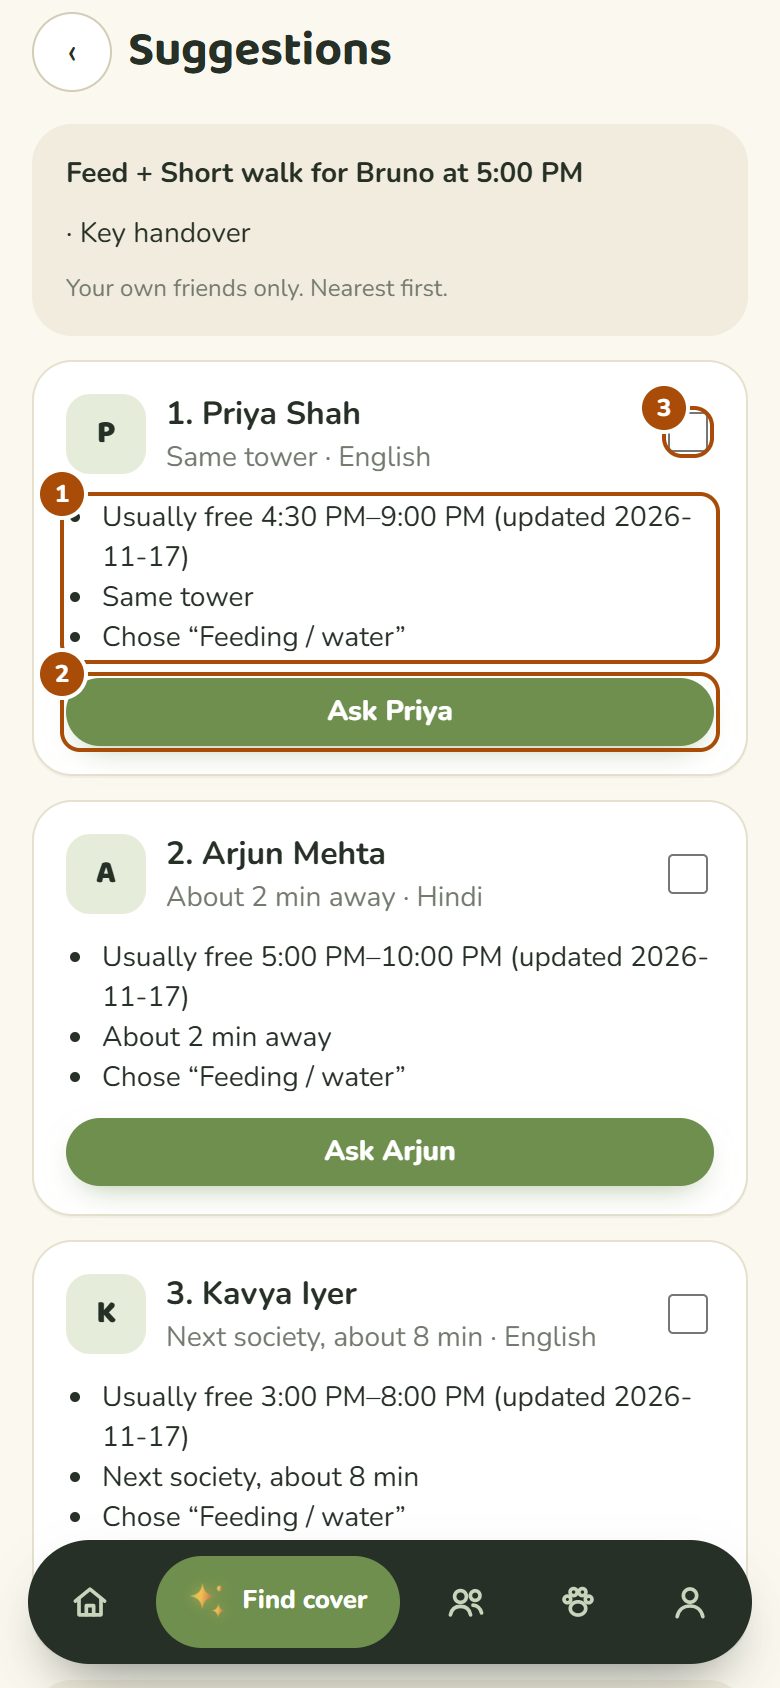 ‹ Suggestions
Feed + Short walk for Bruno at 5:00 PM
· Key handover
Your own friends only. Nearest first.
P
1. Priya Shah
3
Same tower · English
1
• Usually free 4:30 PM–9:00 PM (updated 2026-
11-17)
• Same tower
• Chose “Feeding / water”
2
Ask Priya
A
2. Arjun Mehta
About 2 min away · Hindi
• Usually free 5:00 PM–10:00 PM (updated 2026-
11-17)
• About 2 min away
• Chose “Feeding / water”
Ask Arjun
K
3. Kavya Iyer
Next society, about 8 min · English
• Usually free 3:00 PM–8:00 PM (updated 2026-
11-17)
• Next society, about 8 min
• Chose “Feeding / water”
Find cover